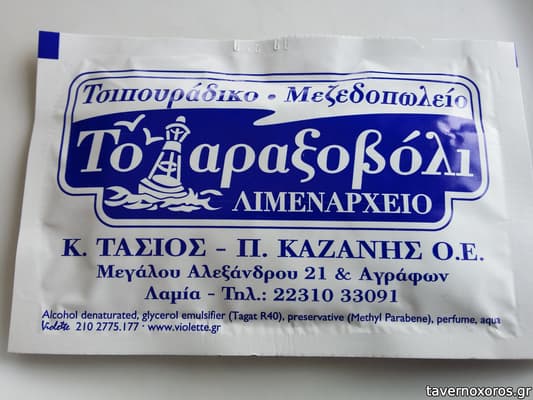 Τσιπουράδικο • Μεζεδοπωλείο
Το Παραξοβόλι
ΛΙΜΕΝΑΡΧΕΙΟ
Κ. ΤΑΣΙΟΣ - Π. ΚΑΖΑΝΗΣ Ο.Ε.
Μεγάλου Αλεξάνδρου 21 & Αγράφων
Λαμία - Τηλ.: 22310 33091
Alcohol denaturated, glycerol emulsifier (Tagat R40), preservative (Methyl Parabene), perfume, aqua
Violette 210 2775.177 · www.violette.gr
tavernoxoros.gr